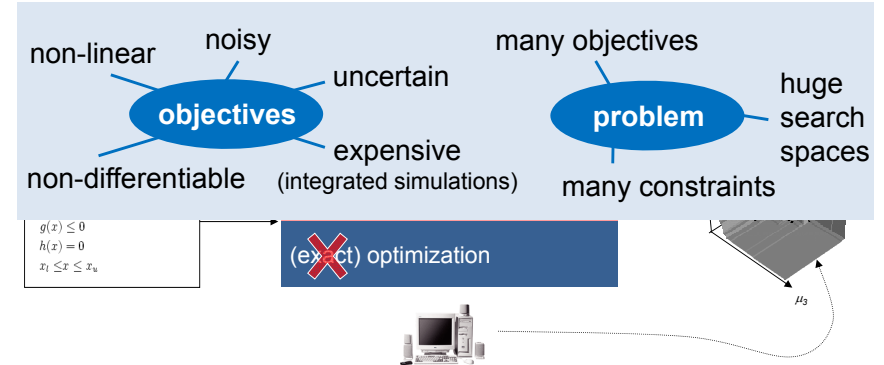 non-linear
noisy
uncertain
objectives
non-differentiable
expensive
(integrated simulations)
many objectives
problem
huge
search
spaces
many constraints
g(x) ≤ 0
h(x) = 0
x_l ≤ x ≤ x_u
(exact) optimization
μ₃